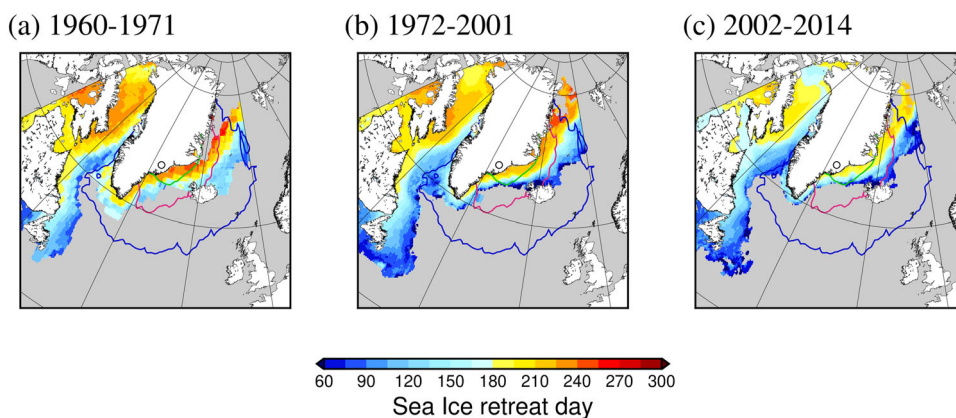 (a) 1960-1971
(b) 1972-2001
(c) 2002-2014
60 90 120 150 180 210 240 270 300
Sea Ice retreat day